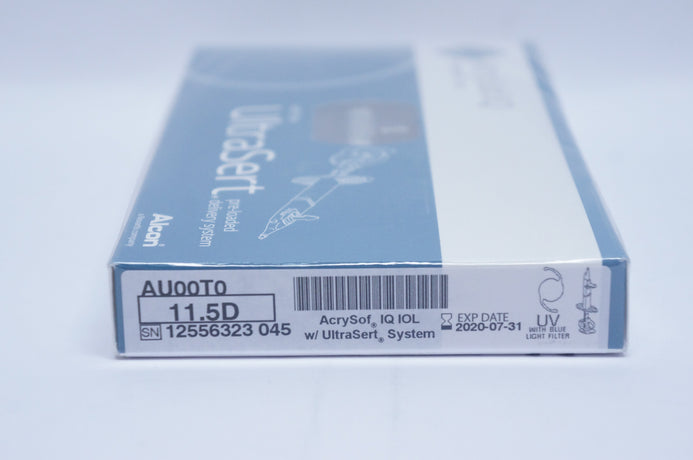 UltraSert
pre-loaded
delivery system
Alcon
AU00T0
11.5D
SN 12556323 045
AcrySof® IQ IOL
w/ UltraSert® System
EXP DATE
2020-07-31
UV
WITH BLUE
LIGHT FILTER